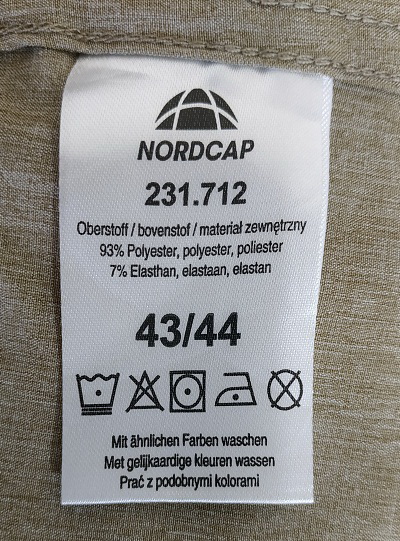 NORDCAP
231.712
Oberstoff / bovenstof / materiał zewnętrzny
93% Polyester, polyester, poliester
7% Elasthan, elastaan, elastan
43/44
Mit ähnlichen Farben waschen
Met gelijkaardige kleuren wassen
Prać z podobnymi kolorami